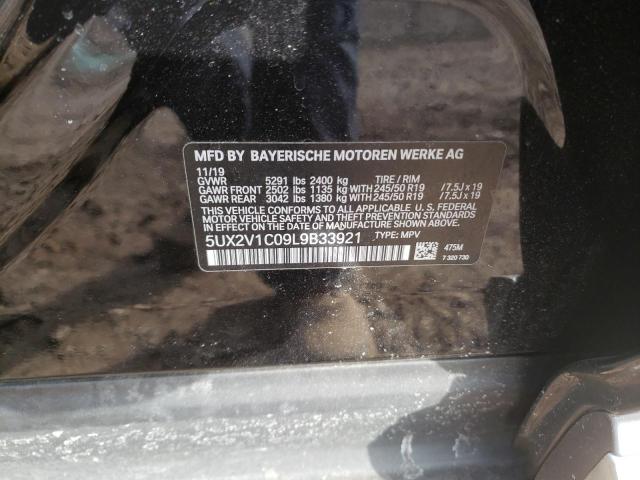 MFD BY BAYERISCHE MOTOREN WERKE AG
11/19
GVWR 5291 lbs 2400 kg TIRE / RIM
GAWR FRONT 2502 lbs 1135 kg WITH 245/50 R19 /7.5J x 19
GAWR REAR 3042 lbs 1380 kg WITH 245/50 R19 /7.5J x 19
THIS VEHICLE CONFORMS TO ALL APPLICABLE U.S. FEDERAL
MOTOR VEHICLE SAFETY STANDARDS IN
EFFECT ON THE DATE OF MANUFACTURE SHOWN ABOVE.
5UX2V1C09L9B33921 TYPE: MPV
475M
7 320 730